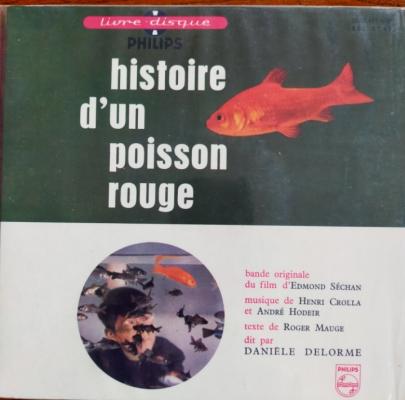 livre-disque
PHILIPS
histoire
d'un
poisson
rouge
bande originale
du film d'EDMOND SÉCHAN
musique de HENRI CROLLA
et ANDRÉ HODEIR
texte de ROGER MAUGE
dit par
DANIÈLE DELORME
PHILIPS